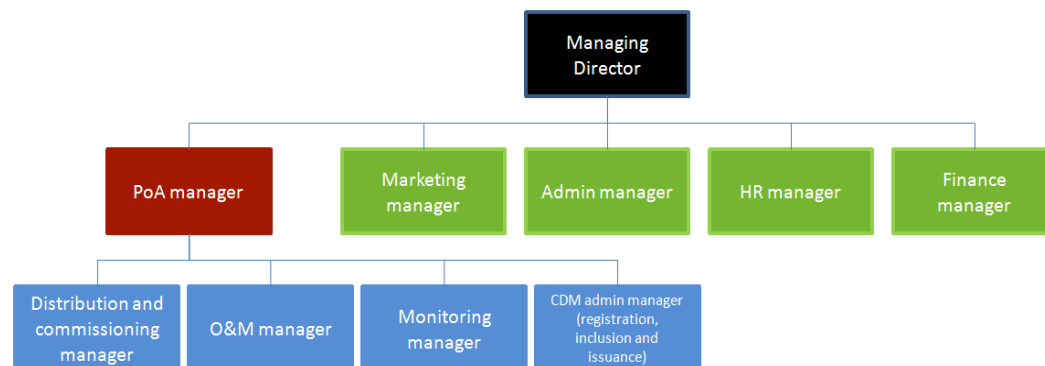 Managing
Director
PoA manager
Marketing
manager
Admin manager
HR manager
Finance
manager
Distribution and
commissioning
manager
O&M manager
Monitoring
manager
CDM admin manager
(registration,
inclusion and
issuance)